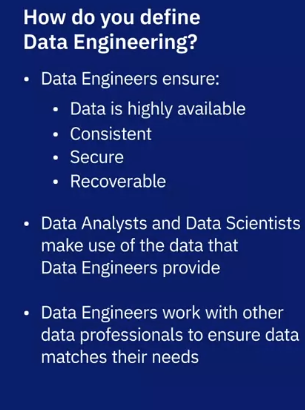 How do you define
Data Engineering?
• Data Engineers ensure:
• Data is highly available
• Consistent
• Secure
• Recoverable
• Data Analysts and Data Scientists
make use of the data that
Data Engineers provide
• Data Engineers work with other
data professionals to ensure data
matches their needs